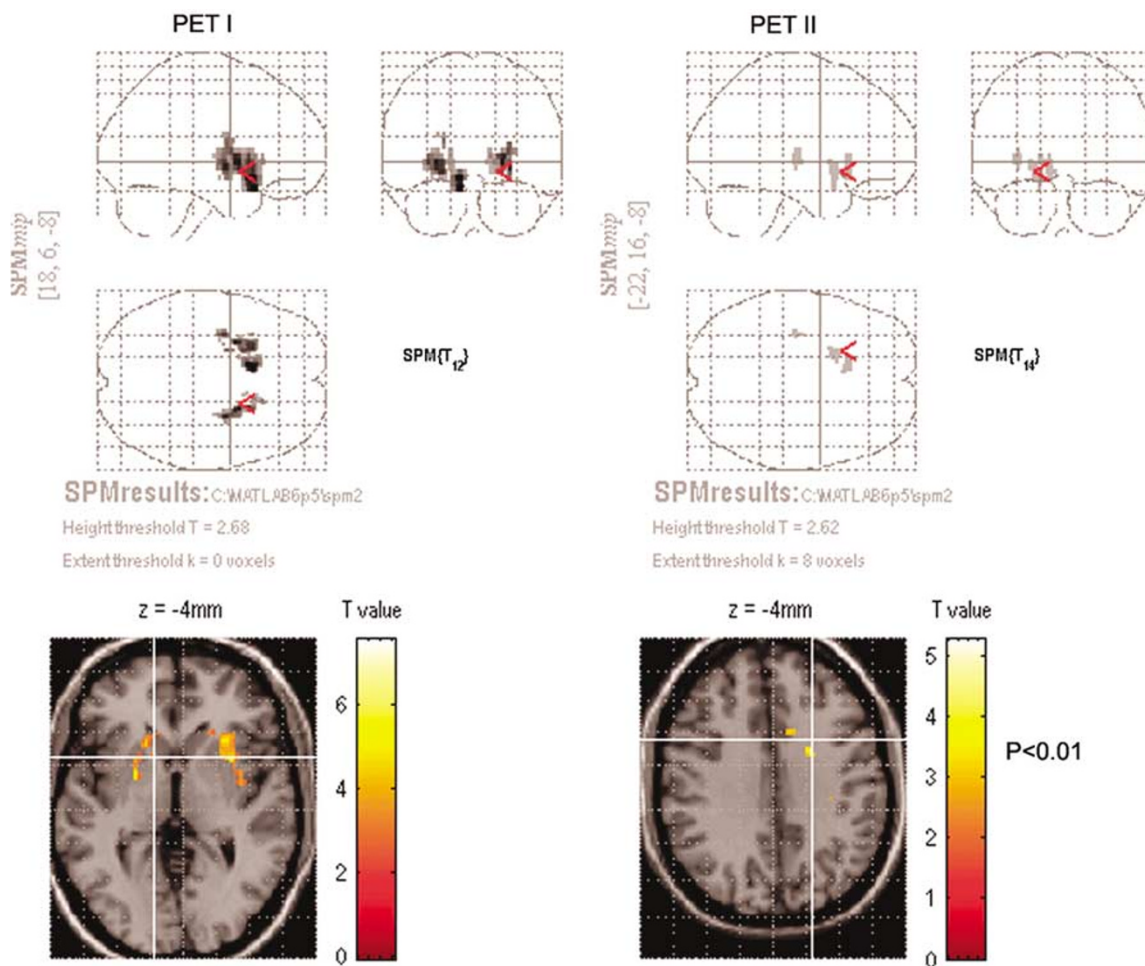 PET I
SPMmip
[18, 6, -8]
SPM{T12}
SPMresults: C:\MATLAB6p5\spm2
Height threshold T = 2.68
Extent threshold k = 0 voxels
z = -4mm
T value
6
4
2
0
PET II
SPMmip
[-22, 16, -8]
SPM{T14}
SPMresults: C:\MATLAB6p5\spm2
Height threshold T = 2.62
Extent threshold k = 8 voxels
z = -4mm
T value
5
4
3
2
1
0
P<0.01